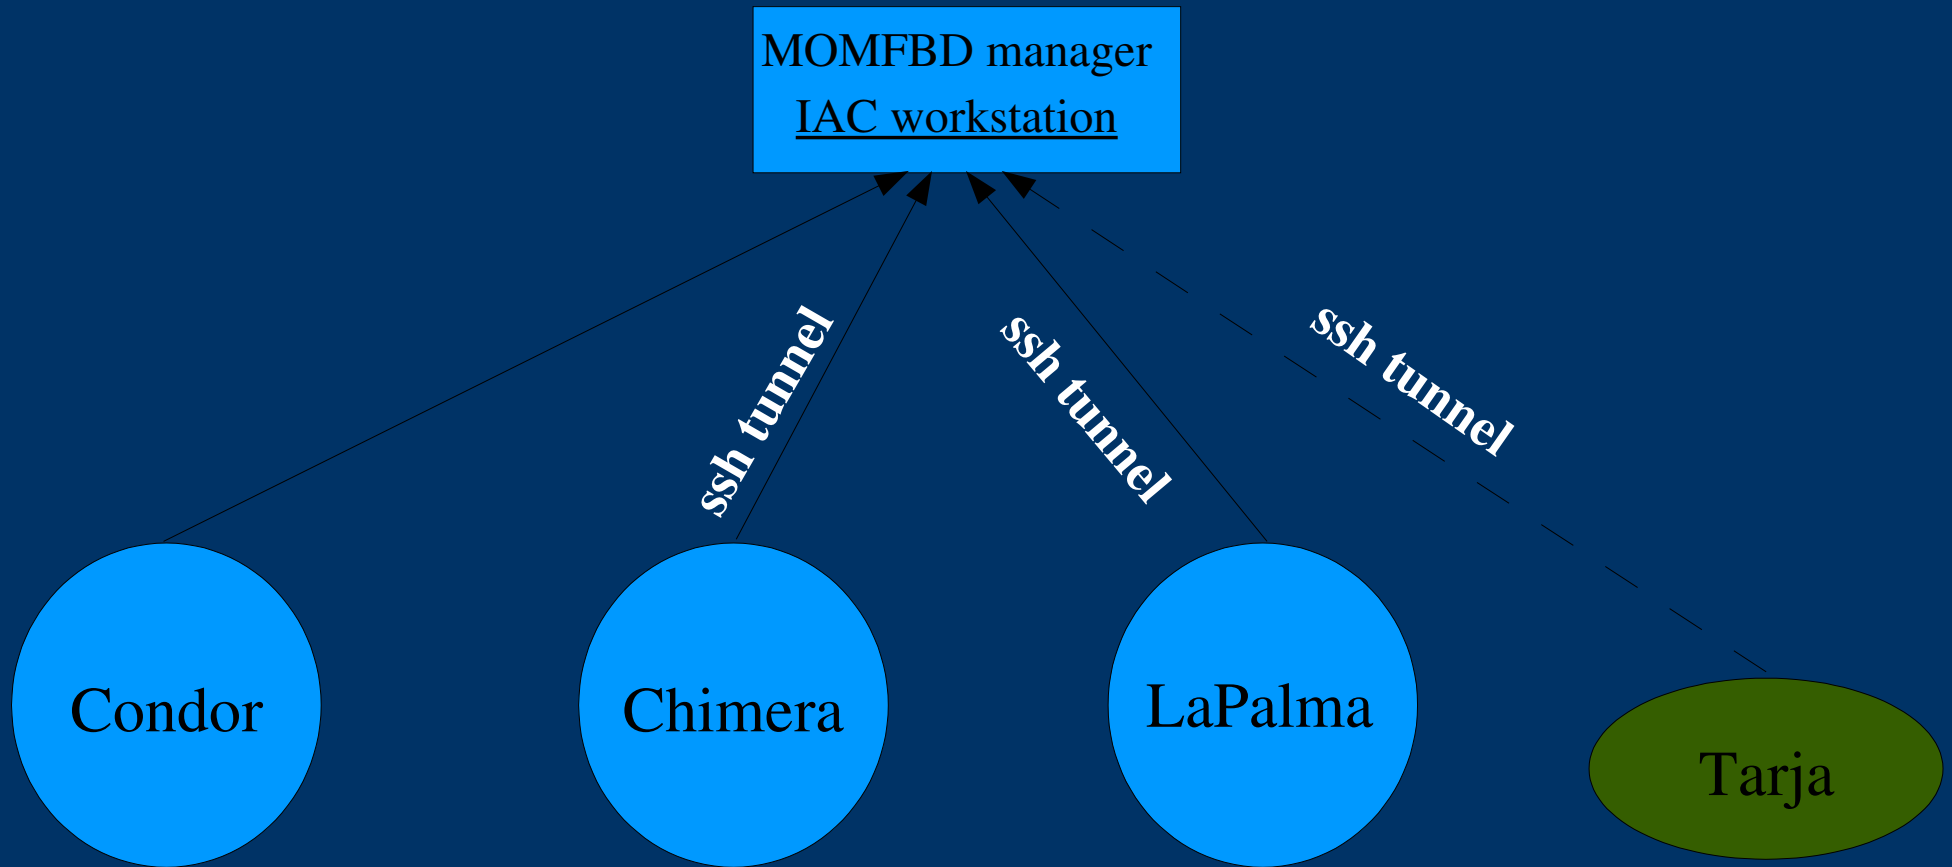 MOMFBD manager
IAC workstation
ssh tunnel
ssh tunnel
ssh tunnel
Condor
Chimera
LaPalma
Tarja